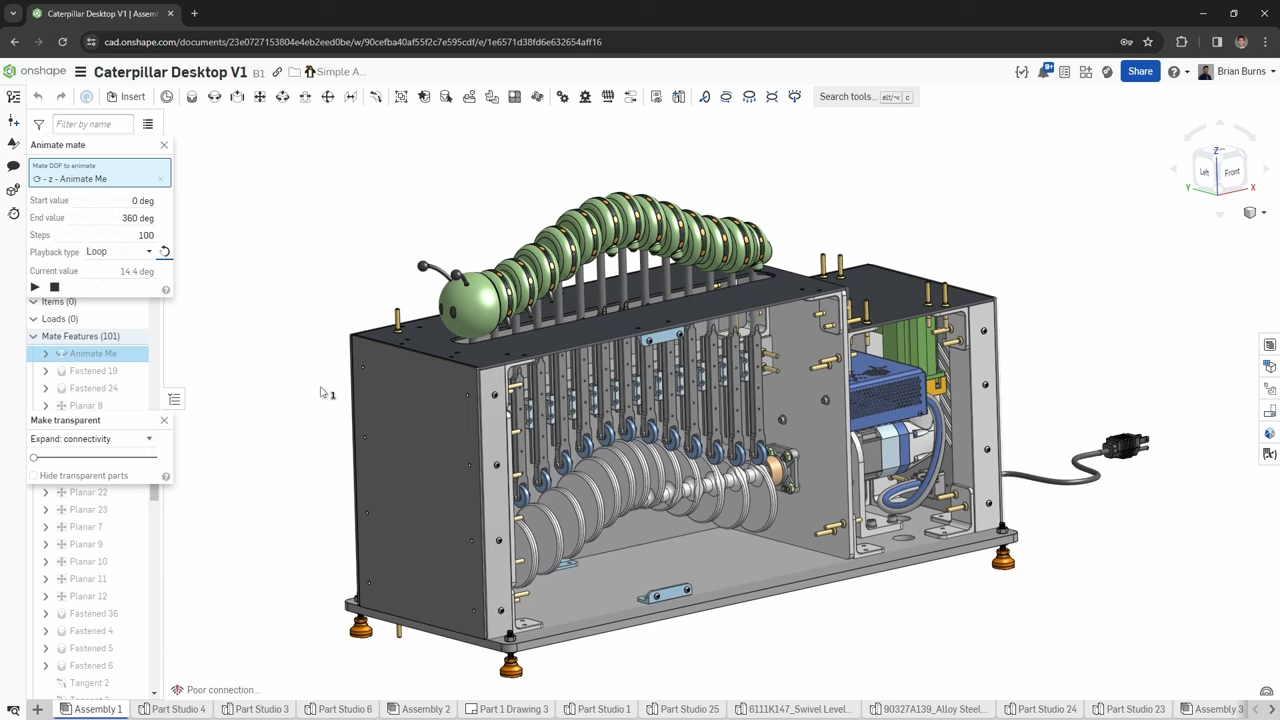 Caterpillar Desktop V1 | Assem
cad.onshape.com/documents/23e0727153804e4eb2eed0be/w/90cefba40af55f2c7e595cdf/e/1e6571d38fd6e632654aff16
onshape
Caterpillar Desktop V1
B1
Simple A...
9+
Share
Brian Burns
Insert
Search tools... alt/⌥ c
Filter by name
Animate mate
Mate DOF to animate
- z - Animate Me
Start value 0 deg
End value 360 deg
Steps 100
Playback type Loop
Current value 14.4 deg
Items (0)
Loads (0)
Mate Features (101)
Animate Me
Fastened 19
Fastened 24
Planar 8
Make transparent
Expand: connectivity
Hide transparent parts
Planar 22
Planar 23
Planar 7
Planar 9
Planar 10
Planar 11
Planar 12
Fastened 36
Fastened 4
Fastened 5
Fastened 6
Tangent 2
1
Z
Left
Front
Y
X
Poor connection...
Assembly 1
Part Studio 4
Part Studio 3
Part Studio 6
Assembly 2
Part 1 Drawing 3
Part Studio 1
Part Studio 25
6111K147_Swivel Level...
90327A139_Alloy Steel...
Part Studio 24
Part Studio 23
Assembly 3